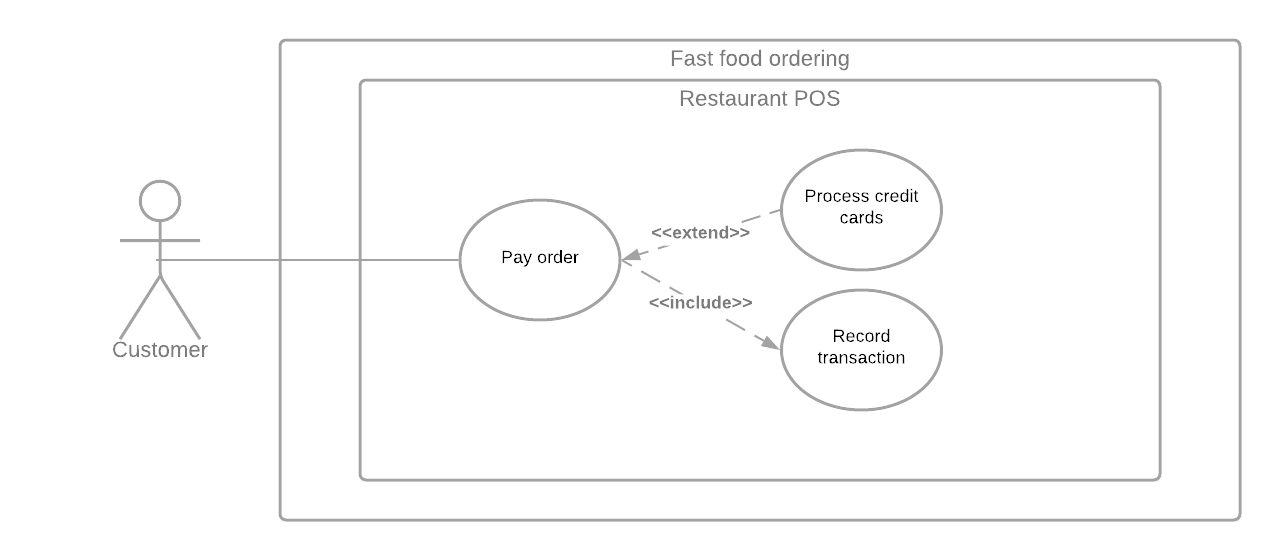 Fast food ordering
Restaurant POS
Process credit
cards
<<extend>>
Pay order
<<include>>
Record
transaction
Customer